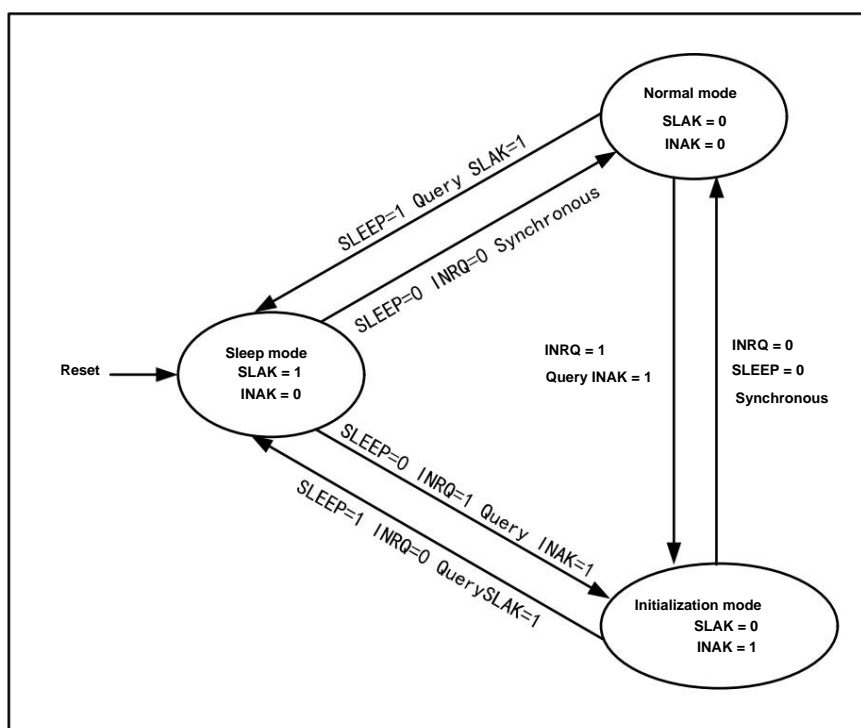 Normal mode
SLAK = 0
INAK = 0
SLEEP=1 Query SLAK=1
SLEEP=0 INRQ=0 Synchronous
Sleep mode
SLAK = 1
INAK = 0
Reset
INRQ = 1
Query INAK = 1
INRQ = 0
SLEEP = 0
Synchronous
SLEEP=0 INRQ=1 Query INAK=1
SLEEP=1 INRQ=0 QuerySLAK=1
Initialization mode
SLAK = 0
INAK = 1